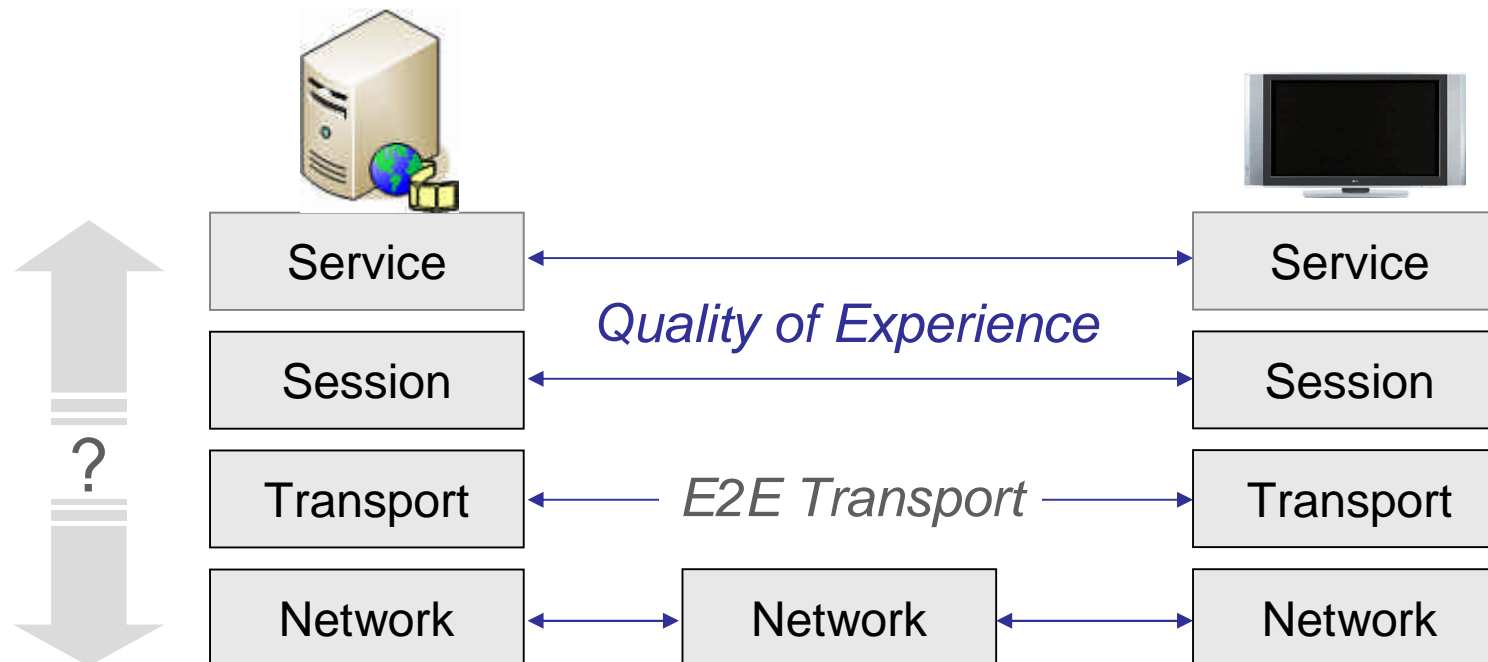 Service
Service
Quality of Experience
Session
Session
?
Transport
E2E Transport
Transport
Network
Network
Network